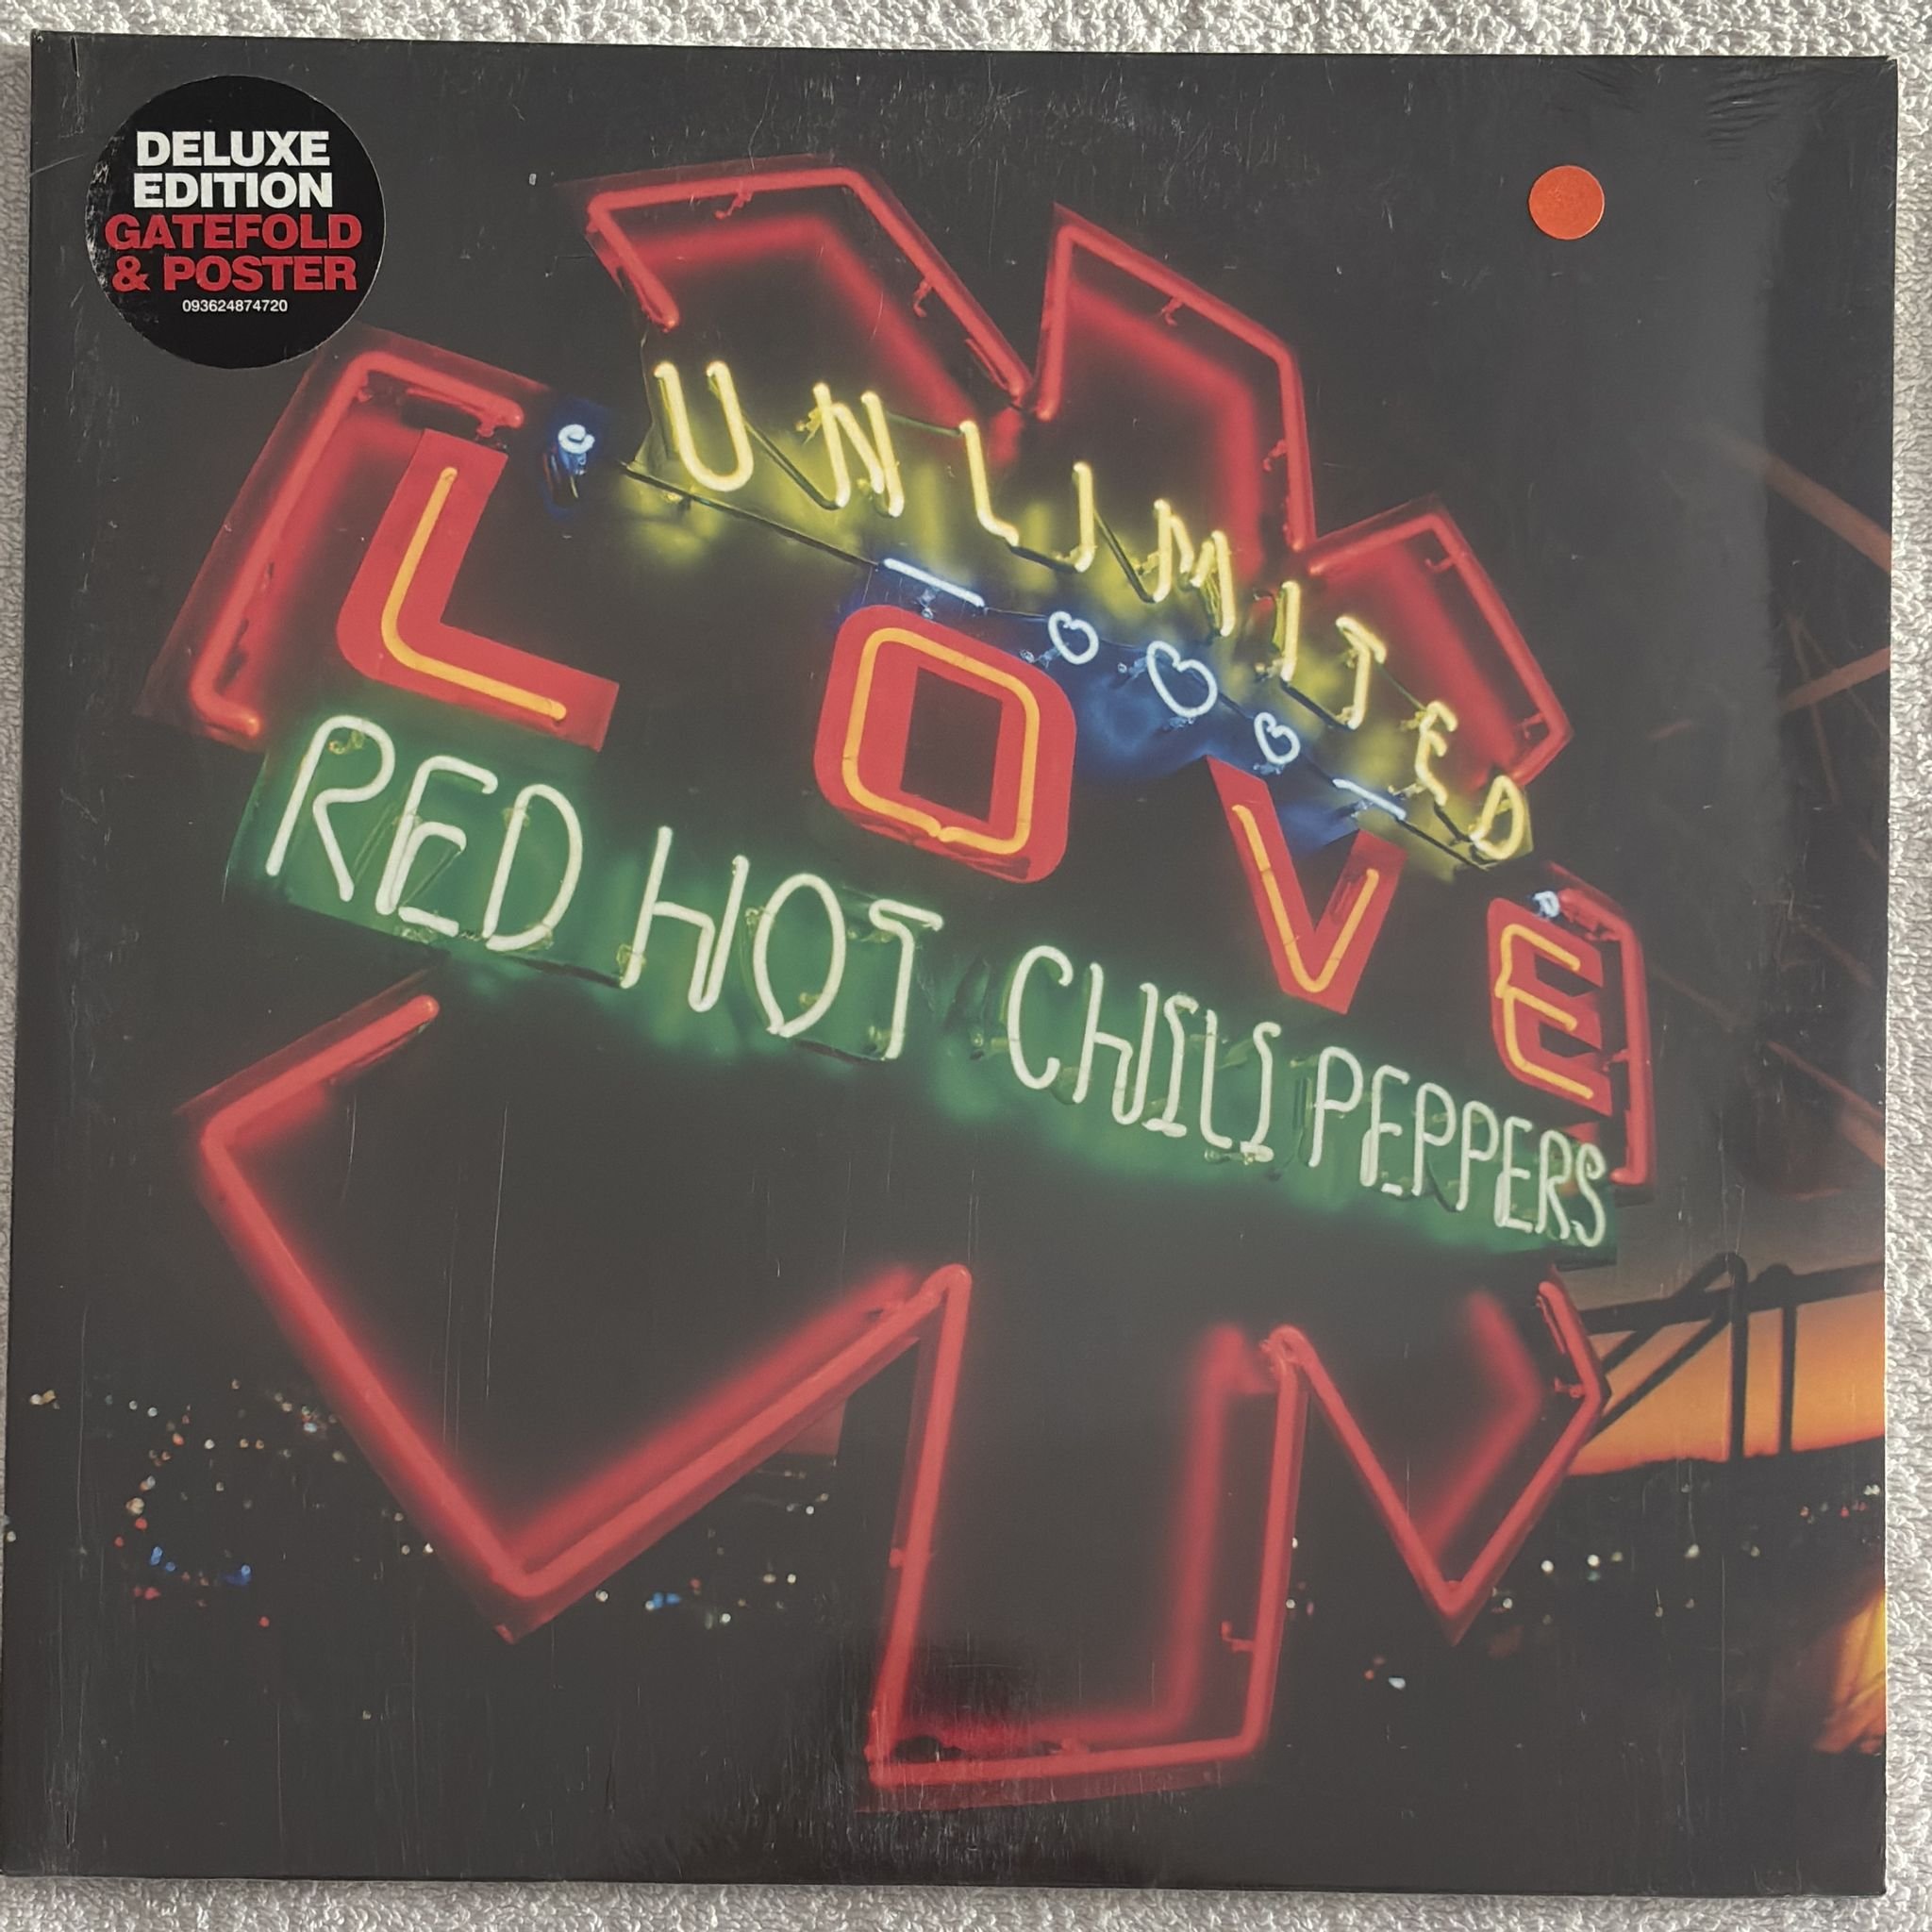 DELUXE
EDITION
GATEFOLD
& POSTER
093624874720
UNLIMITED
LOVE
RED HOT CHILI PEPPERS